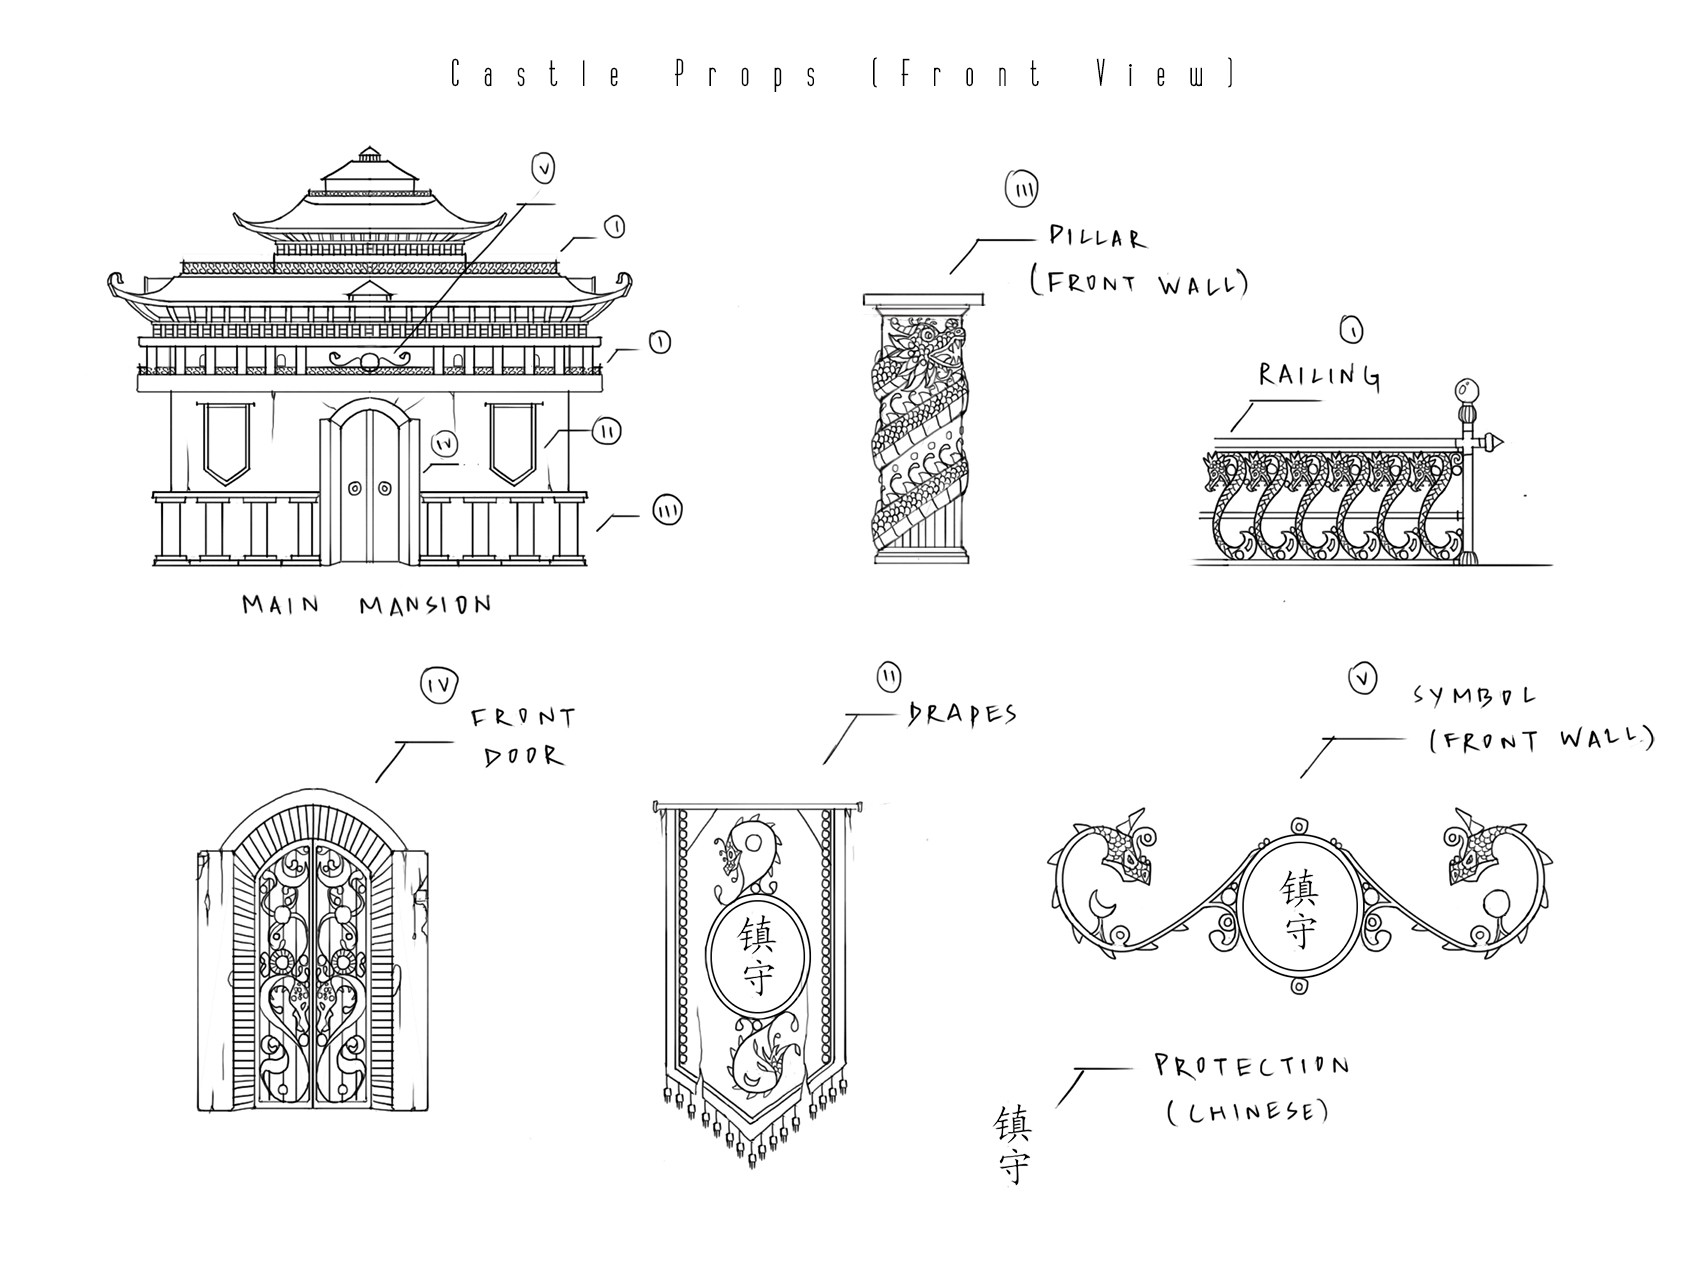 Castle Props (Front View)
V
I
I
II
IV
III
MAIN MANSION
III
PILLAR
(FRONT WALL)
I
RAILING
IV
FRONT
DOOR
II
DRAPES
镇
守
V
SYMBOL
(FRONT WALL)
镇
守
PROTECTION
(CHINESE)
镇
守